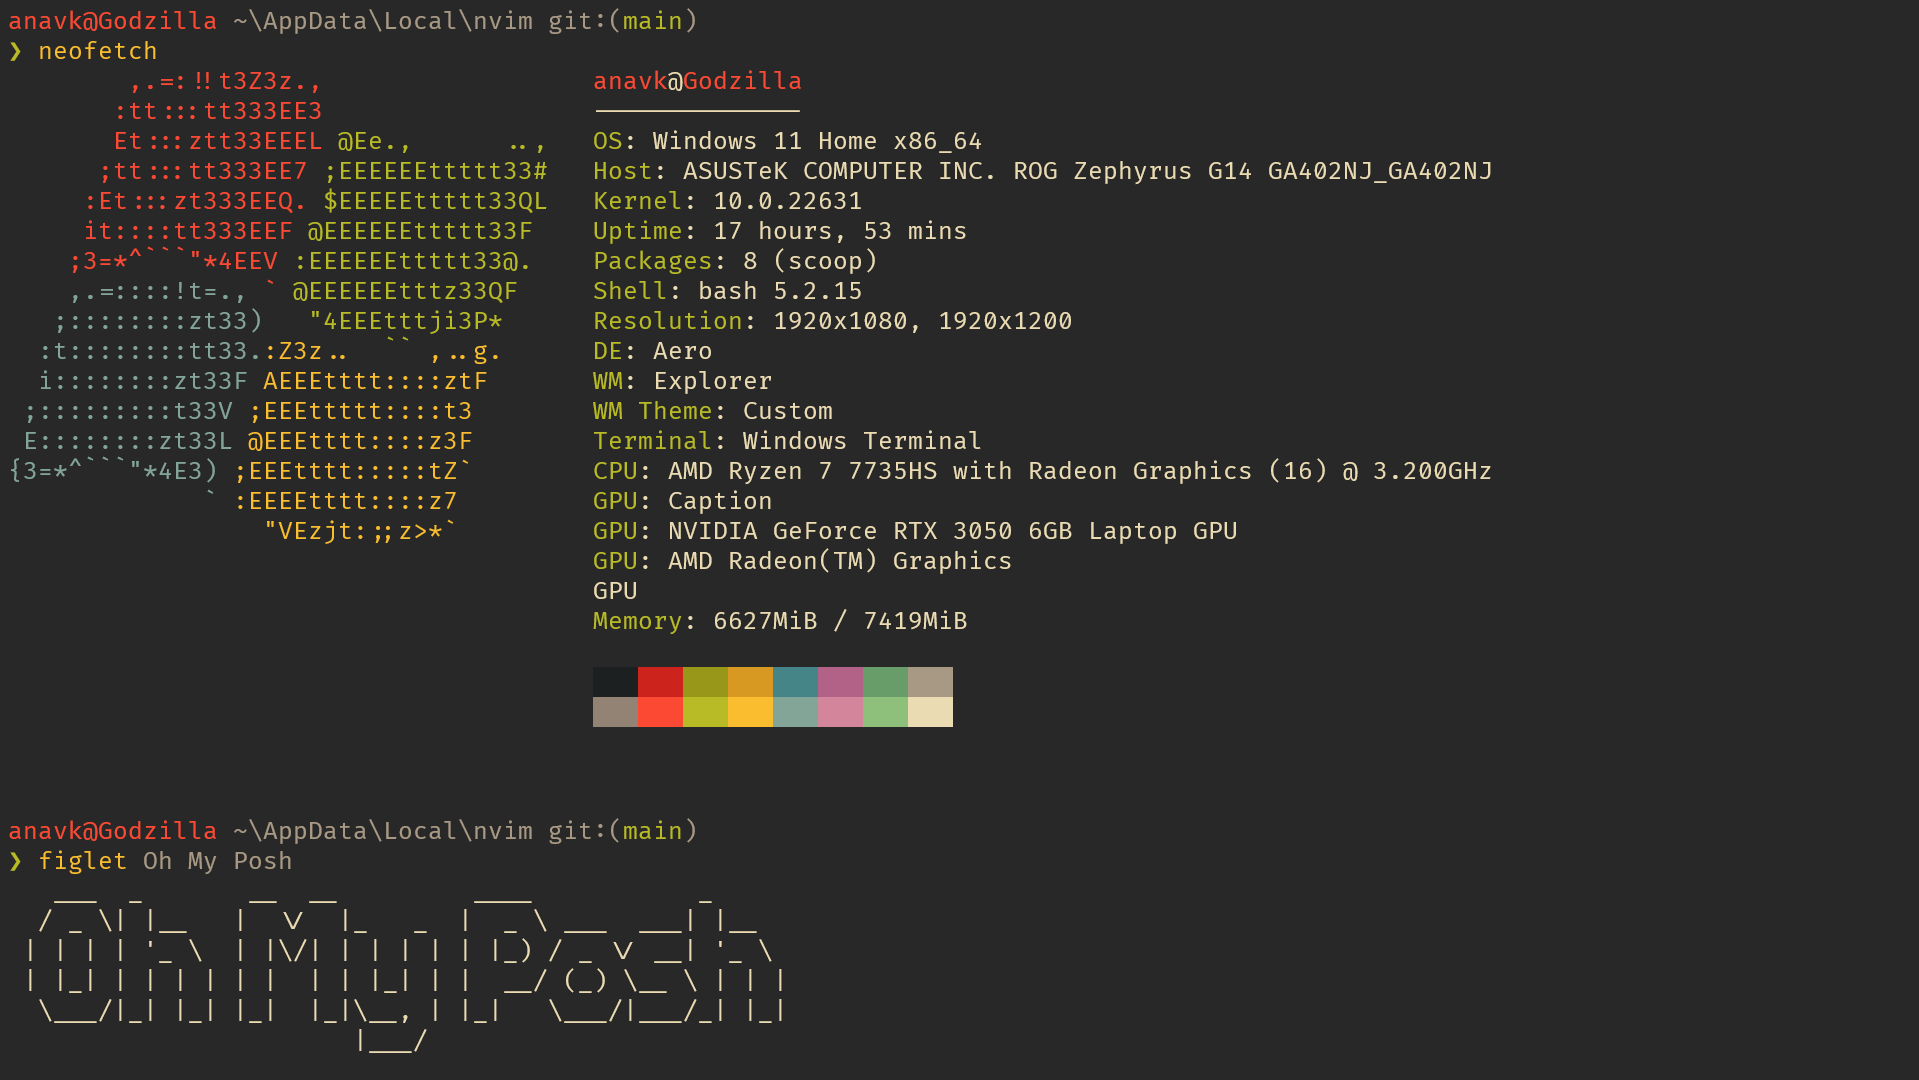 anavk@Godzilla ~\AppData\Local\nvim git:(main)
❯ neofetch
        ,.=:!!t3Z3z.,                  anavk@Godzilla
       :tt:::tt333EE3                  --------------
       Et:::ztt33EEEL @Ee.,      ..,   OS: Windows 11 Home x86_64
      ;tt:::tt333EE7 ;EEEEEEttttt33#   Host: ASUSTeK COMPUTER INC. ROG Zephyrus G14 GA402NJ_GA402NJ
     :Et:::zt333EEQ. $EEEEEttttt33QL   Kernel: 10.0.22631
     it::::tt333EEF @EEEEEEttttt33F    Uptime: 17 hours, 53 mins
    ;3=*^```"*4EEV :EEEEEEttttt33@.    Packages: 8 (scoop)
    ,.=::::!t=., ` @EEEEEEtttz33QF     Shell: bash 5.2.15
   ;::::::::zt33)   "4EEEtttji3P*      Resolution: 1920x1080, 1920x1200
  :t::::::::tt33.:Z3z..  `` ,..g.      DE: Aero
  i::::::::zt33F AEEEtttt::::ztF       WM: Explorer
 ;:::::::::t33V ;EEEttttt::::t3        WM Theme: Custom
 E::::::::zt33L @EEEtttt::::z3F        Terminal: Windows Terminal
{3=*^```"*4E3) ;EEEtttt:::::tZ`        CPU: AMD Ryzen 7 7735HS with Radeon Graphics (16) @ 3.200GHz
             ` :EEEEtttt::::z7         GPU: Caption
                 "VEzjt:;;z>*`         GPU: NVIDIA GeForce RTX 3050 6GB Laptop GPU
                                       GPU: AMD Radeon(TM) Graphics
                                       GPU
                                       Memory: 6627MiB / 7419MiB
anavk@Godzilla ~\AppData\Local\nvim git:(main)
❯ figlet Oh My Posh
   ___  _       __  __         ____           _
  / _ \| |__   |  \/  |_   _  |  _ \ ___  ___| |__
 | | | | '_ \  | |\/| | | | | | |_) / _ \/ __| '_ \
 | |_| | | | | | |  | | |_| | |  __/ (_) \__ \ | | |
  \___/|_| |_| |_|  |_|\__, | |_|   \___/|___/_| |_|
                       |___/